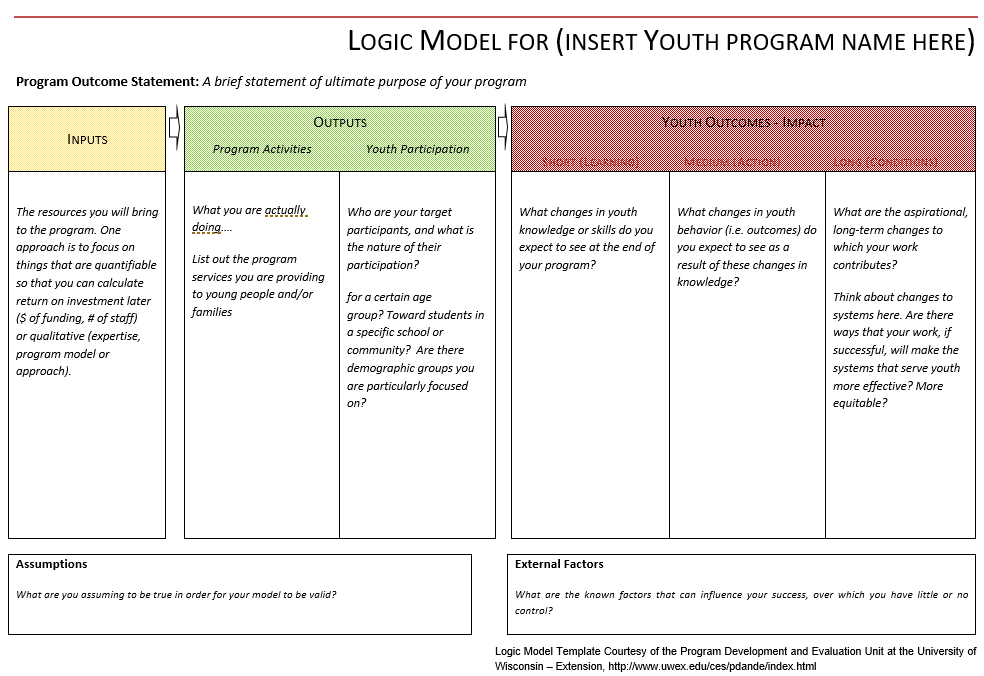 LOGIC MODEL FOR (INSERT YOUTH PROGRAM NAME HERE)
Program Outcome Statement: A brief statement of ultimate purpose of your program
INPUTS
The resources you will bring
to the program. One
approach is to focus on
things that are quantifiable
so that you can calculate
return on investment later
($ of funding, # of staff)
or qualitative (expertise,
program model or
approach).
OUTPUTS
Program Activities
Youth Participation
What you are actually
doing....
List out the program
services you are providing
to young people and/or
families
Who are your target
participants, and what is
the nature of their
participation?
for a certain age
group? Toward students in
a specific school or
community?  Are there
demographic groups you
are particularly focused
on?
YOUTH OUTCOMES - IMPACT
SHORT (LEARNING)
MEDIUM (ACTION)
LONG (CONDITIONS)
What changes in youth
knowledge or skills do you
expect to see at the end of
your program?
What changes in youth
behavior (i.e. outcomes) do
you expect to see as a
result of these changes in
knowledge?
What are the aspirational,
long-term changes to
which your work
contributes?
Think about changes to
systems here. Are there
ways that your work, if
successful, will make the
systems that serve youth
more effective? More
equitable?
Assumptions
What are you assuming to be true in order for your model to be valid?
External Factors
What are the known factors that can influence your success, over which you have little or no
control?
Logic Model Template Courtesy of the Program Development and Evaluation Unit at the University of
Wisconsin – Extension, http://www.uwex.edu/ces/pdande/index.html